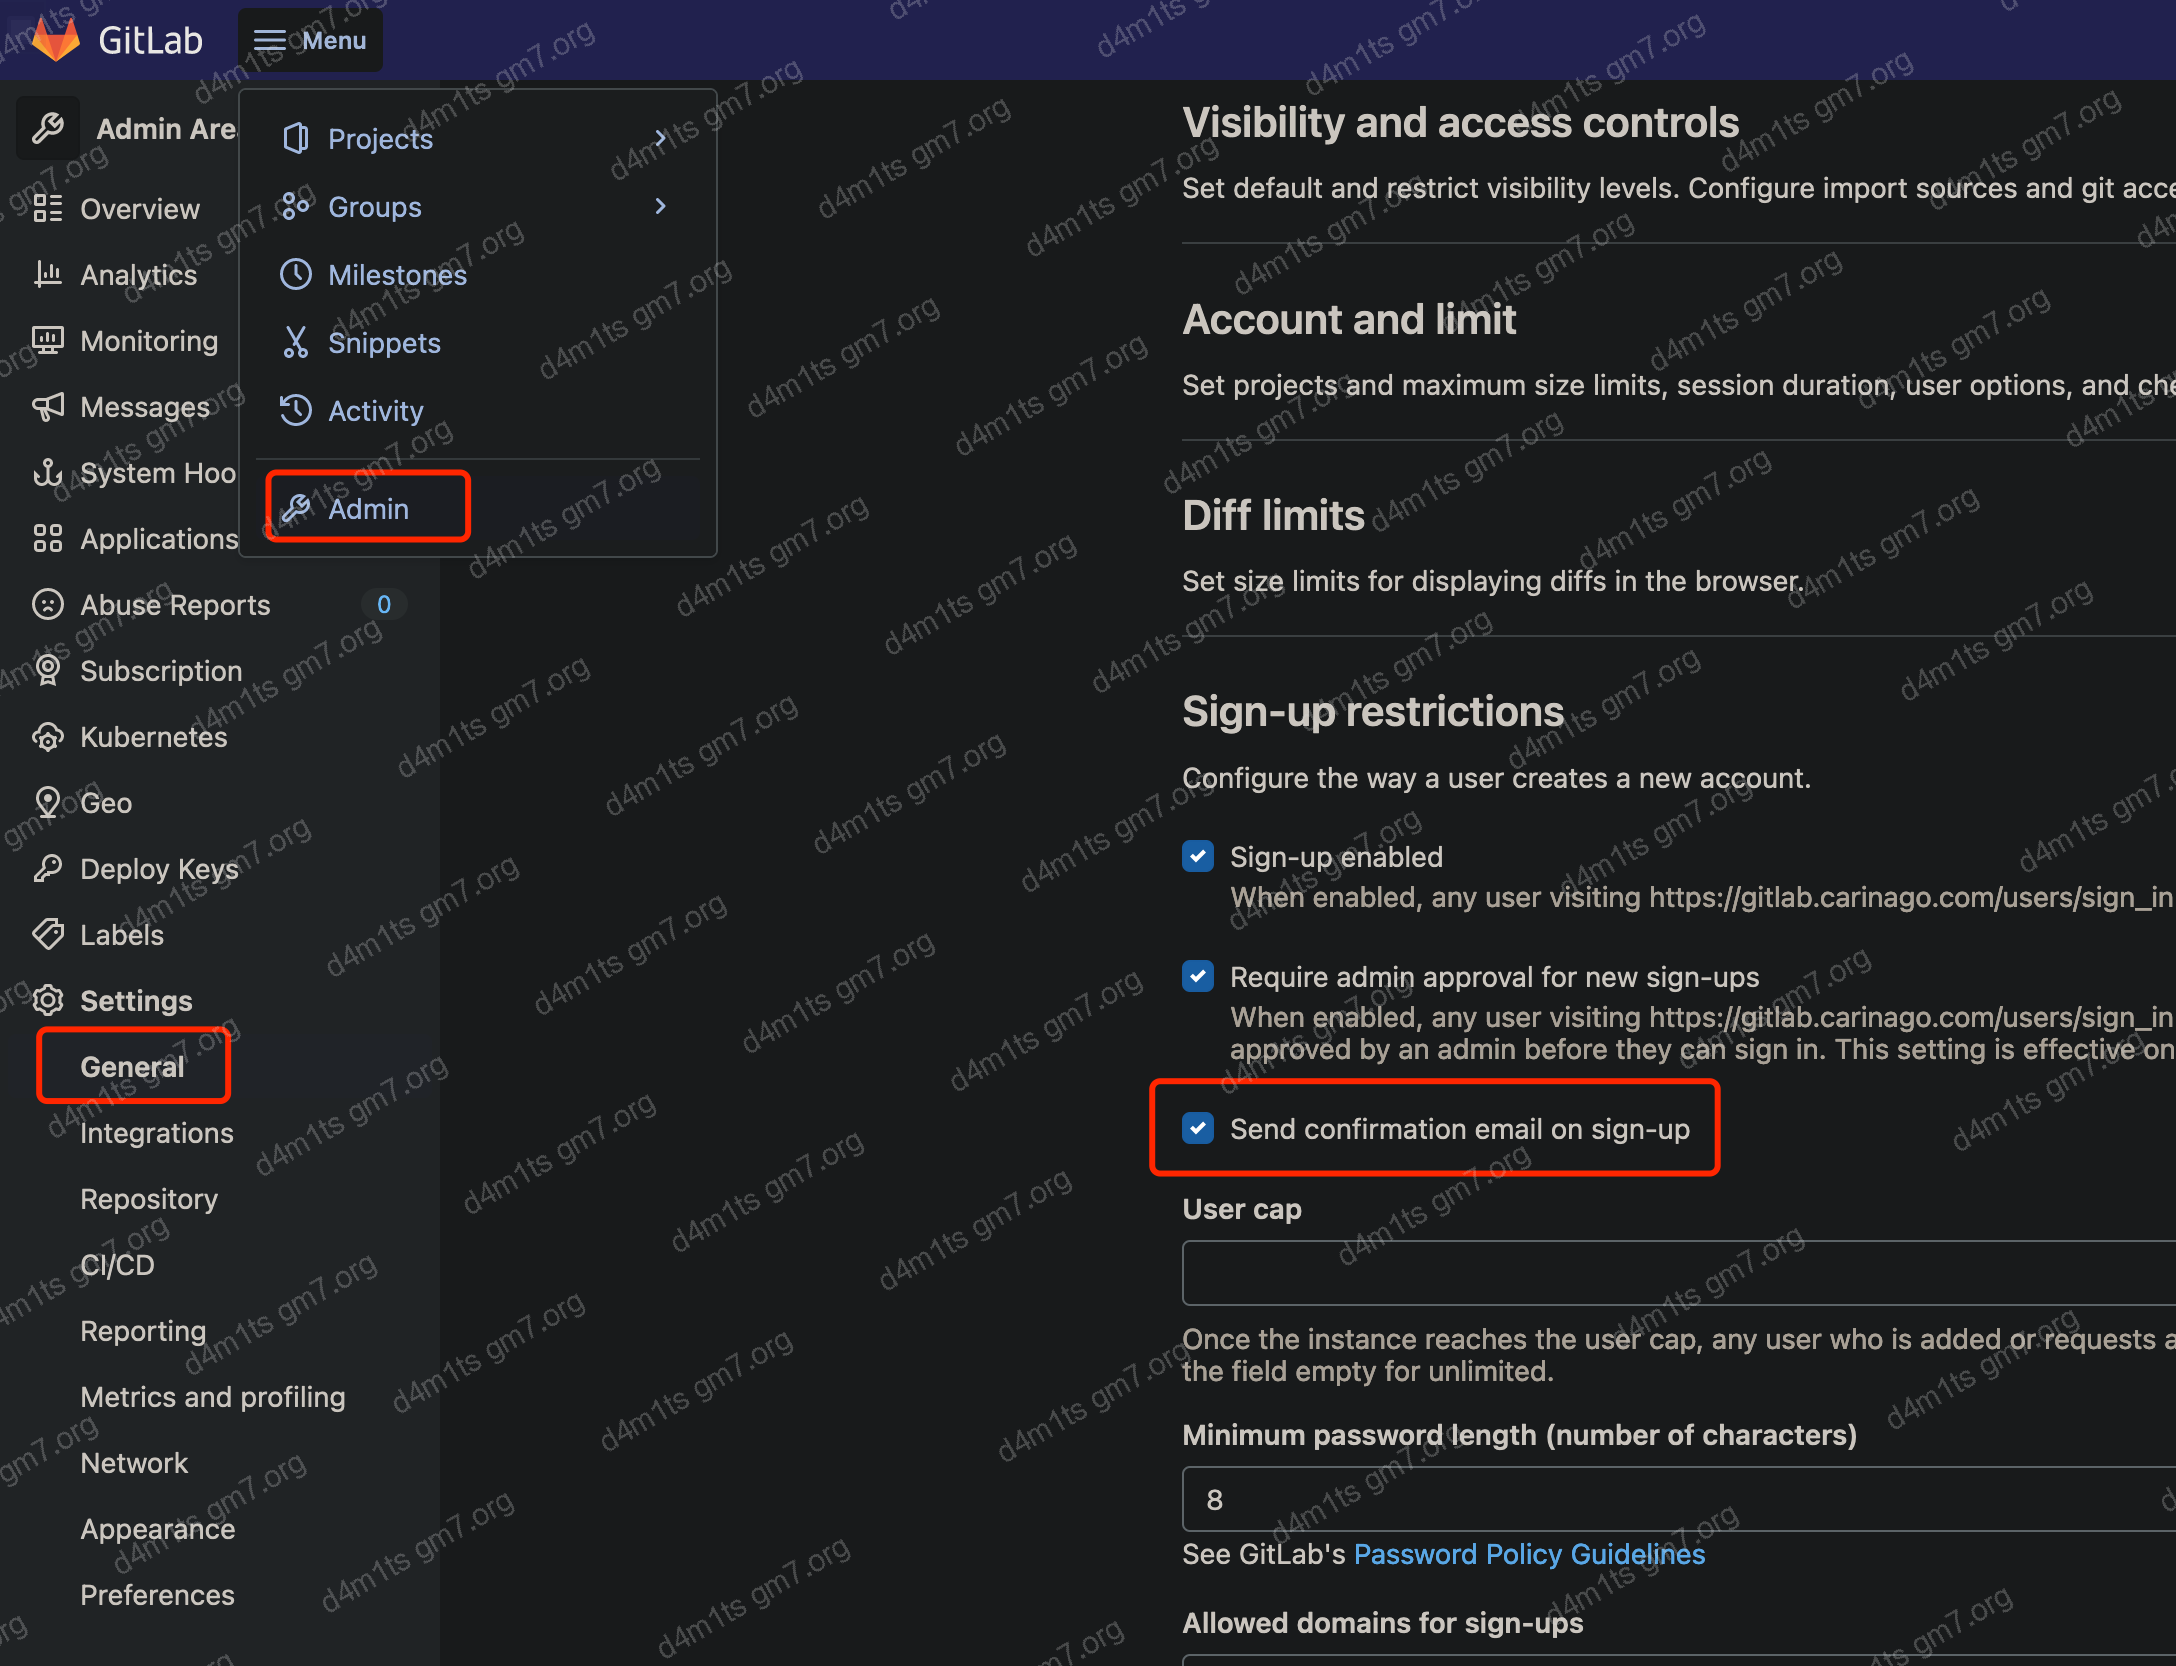 GitLab
Menu
Admin Are
Overview
Analytics
Monitoring
Messages
System Hoo
Applications
Abuse Reports 0
Subscription
Kubernetes
Geo
Deploy Keys
Labels
Settings
General
Integrations
Repository
CI/CD
Reporting
Metrics and profiling
Network
Appearance
Preferences
Projects
Groups
Milestones
Snippets
Activity
Admin
Visibility and access controls
Set default and restrict visibility levels. Configure import sources and git acce
Account and limit
Set projects and maximum size limits, session duration, user options, and che
Diff limits
Set size limits for displaying diffs in the browser.
Sign-up restrictions
Configure the way a user creates a new account.
Sign-up enabled
When enabled, any user visiting https://gitlab.carinago.com/users/sign_in
Require admin approval for new sign-ups
When enabled, any user visiting https://gitlab.carinago.com/users/sign_in
approved by an admin before they can sign in. This setting is effective on
Send confirmation email on sign-up
User cap
Once the instance reaches the user cap, any user who is added or requests a
the field empty for unlimited.
Minimum password length (number of characters)
8
See GitLab's Password Policy Guidelines
Allowed domains for sign-ups
d4m1ts gm7.org